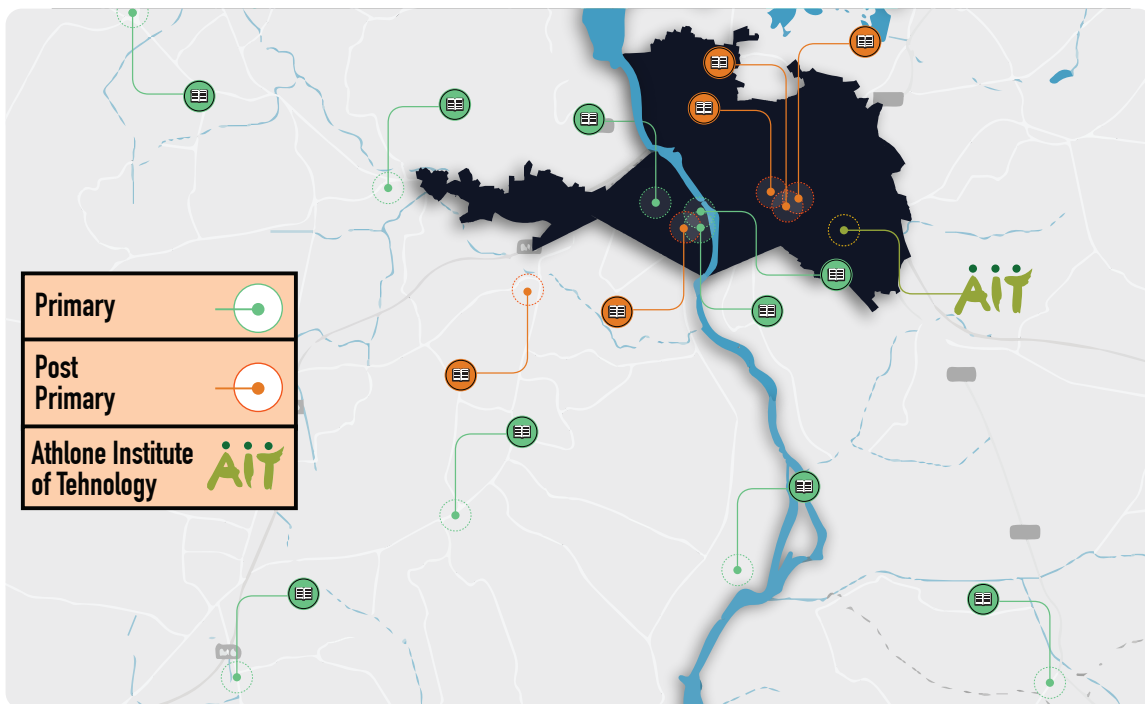 Primary
Post
Primary
Athlone Institute
of Tehnology
AiT
AiT